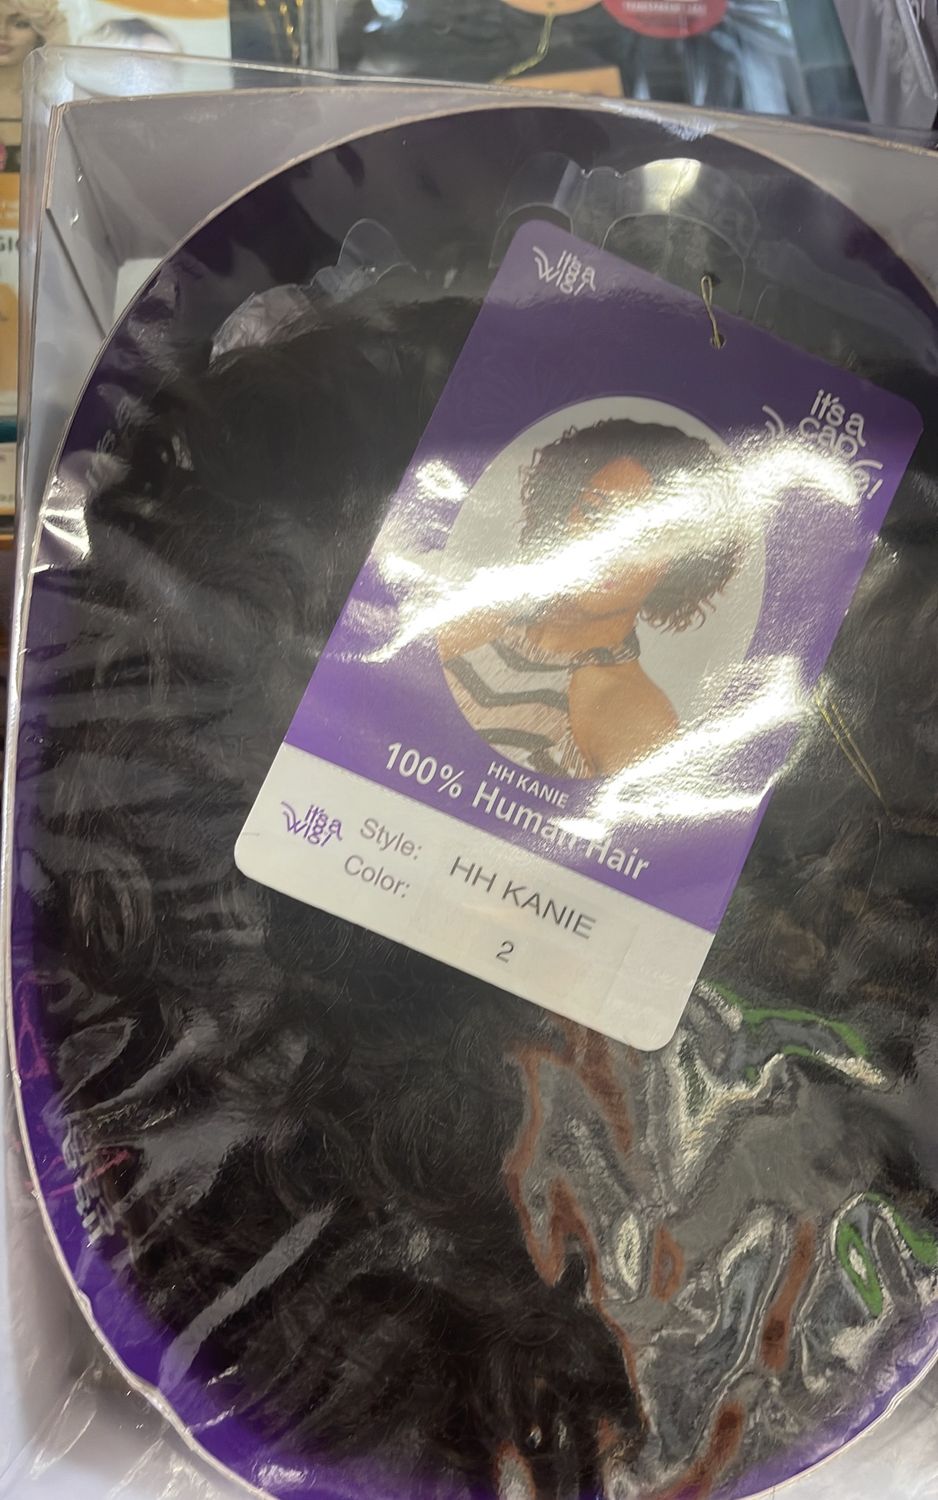 it's a
wig!
it's a
cap
HH KANIE
100% Human Hair
it's a
wig!
Style: HH KANIE
Color: 2